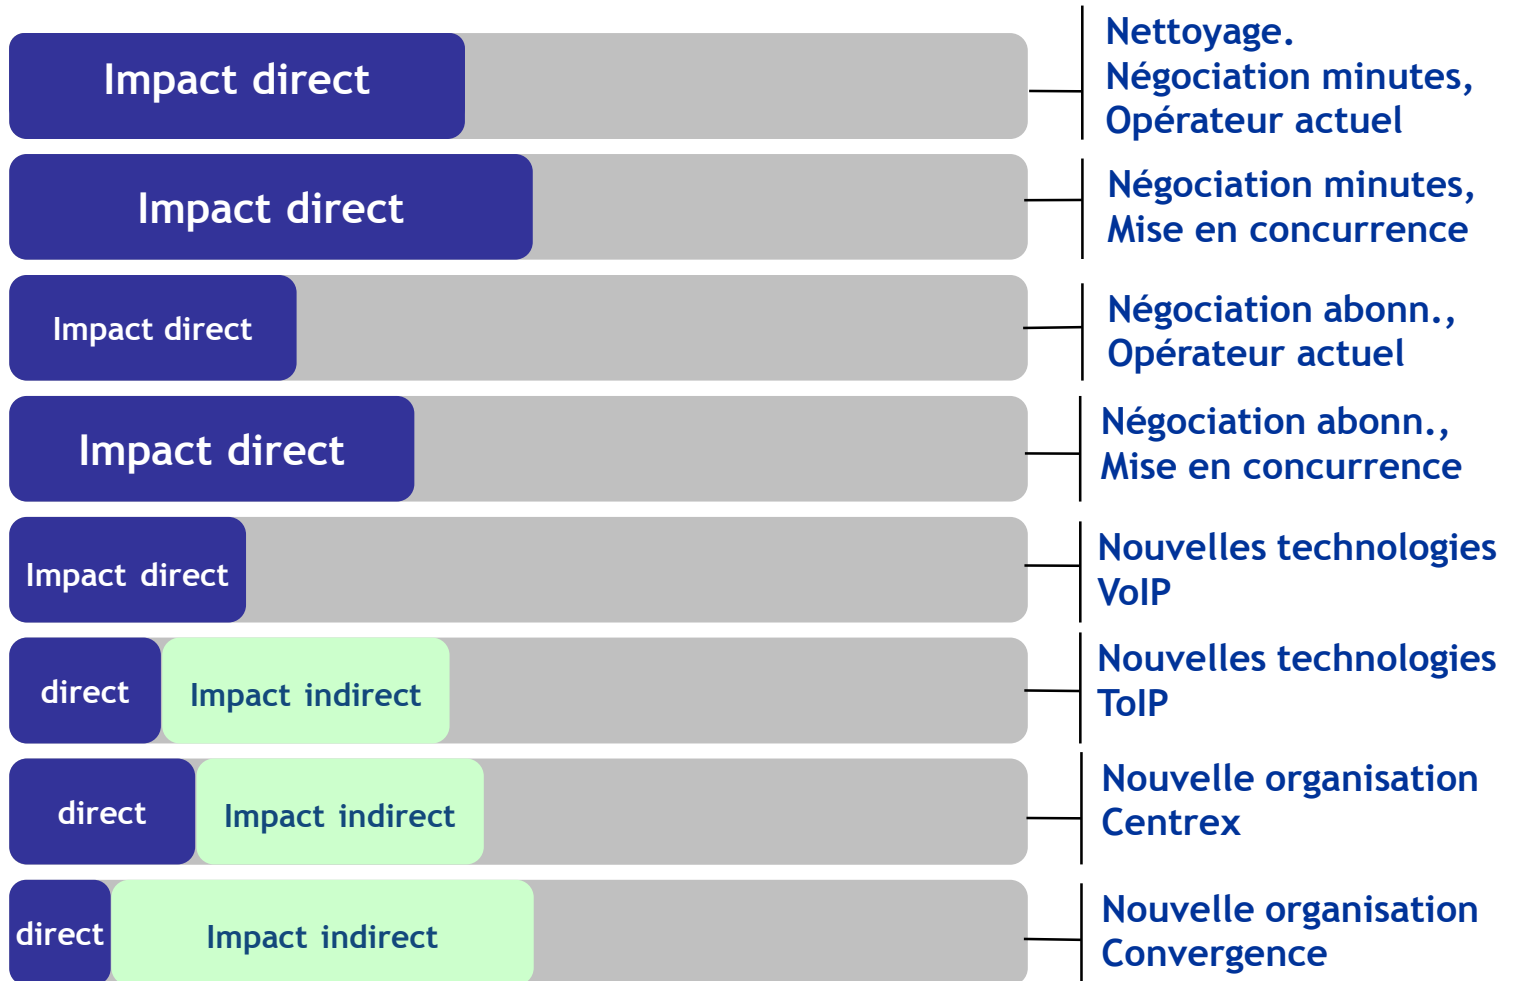 Impact direct
Nettoyage.
Négociation minutes,
Opérateur actuel
Impact direct
Négociation minutes,
Mise en concurrence
Impact direct
Négociation abonn.,
Opérateur actuel
Impact direct
Négociation abonn.,
Mise en concurrence
Impact direct
Nouvelles technologies
VoIP
direct
Impact indirect
Nouvelles technologies
ToIP
direct
Impact indirect
Nouvelle organisation
Centrex
direct
Impact indirect
Nouvelle organisation
Convergence